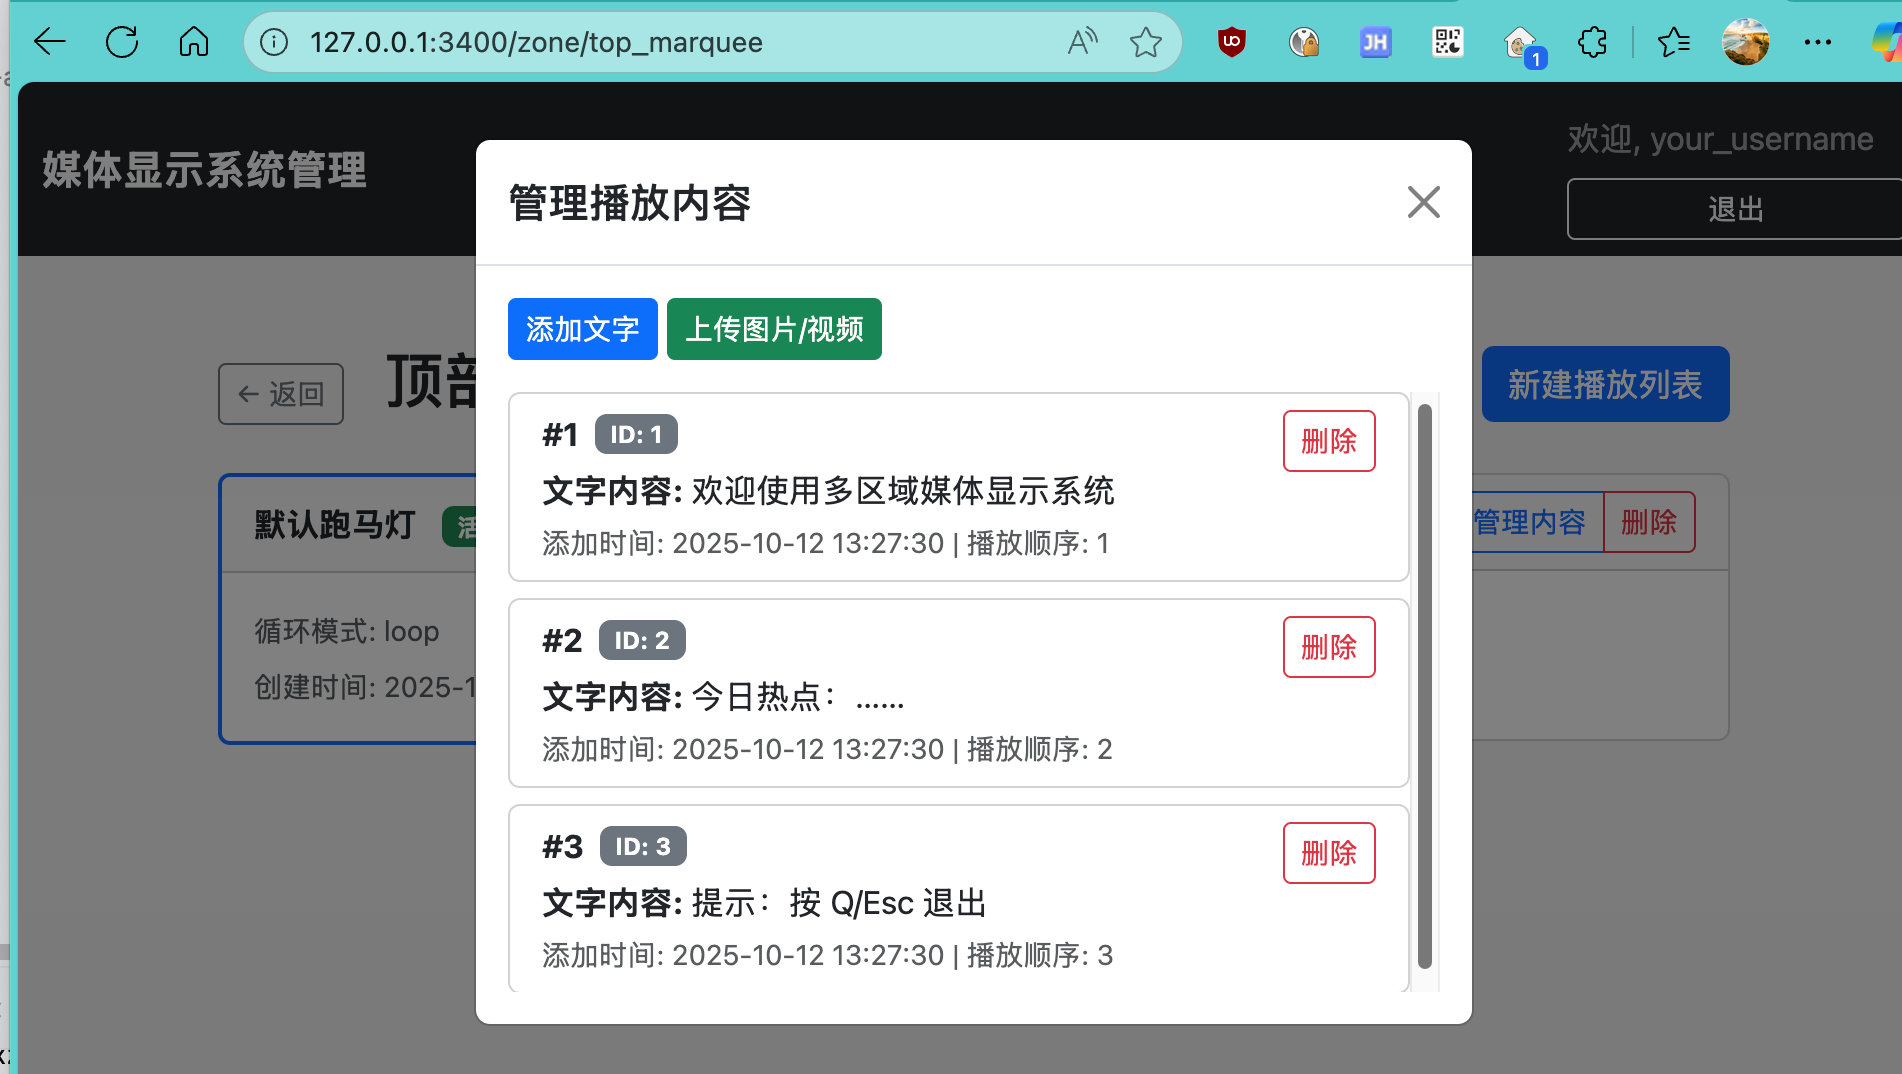 127.0.0.1:3400/zone/top_marquee
JH
1
媒体显示系统管理
欢迎, your_username
退出
管理播放内容
添加文字
上传图片/视频
← 返回
顶部
新建播放列表
#1 ID: 1
删除
文字内容: 欢迎使用多区域媒体显示系统
添加时间: 2025-10-12 13:27:30 | 播放顺序: 1
默认跑马灯 活
管理内容
删除
循环模式: loop
创建时间: 2025-1
#2 ID: 2
删除
文字内容: 今日热点：……
添加时间: 2025-10-12 13:27:30 | 播放顺序: 2
#3 ID: 3
删除
文字内容: 提示：按 Q/Esc 退出
添加时间: 2025-10-12 13:27:30 | 播放顺序: 3